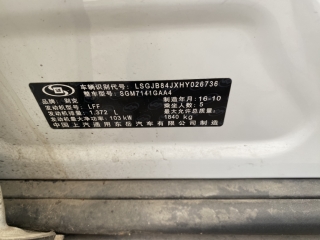 车辆识别代号: LSGJB84JXHY026736
整车型号: SGM7141GAA4
品牌: 别克 制造年月: 16-10
发动机型号: LFF 乘坐人数: 5
发动机排量: 1.372 L 最大允许总质量:
发动机最大净功率: 103 kW 1640 kg
中国上汽通用东岳汽车有限公司制造